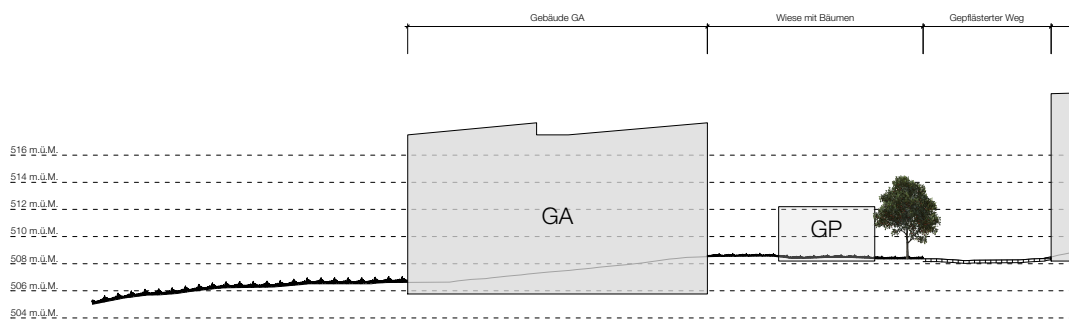 Gebäude GA
Wiese mit Bäumen
Gepflästerter Weg
516 m.ü.M.
514 m.ü.M.
512 m.ü.M.
510 m.ü.M.
508 m.ü.M.
506 m.ü.M.
504 m.ü.M.
GA
GP